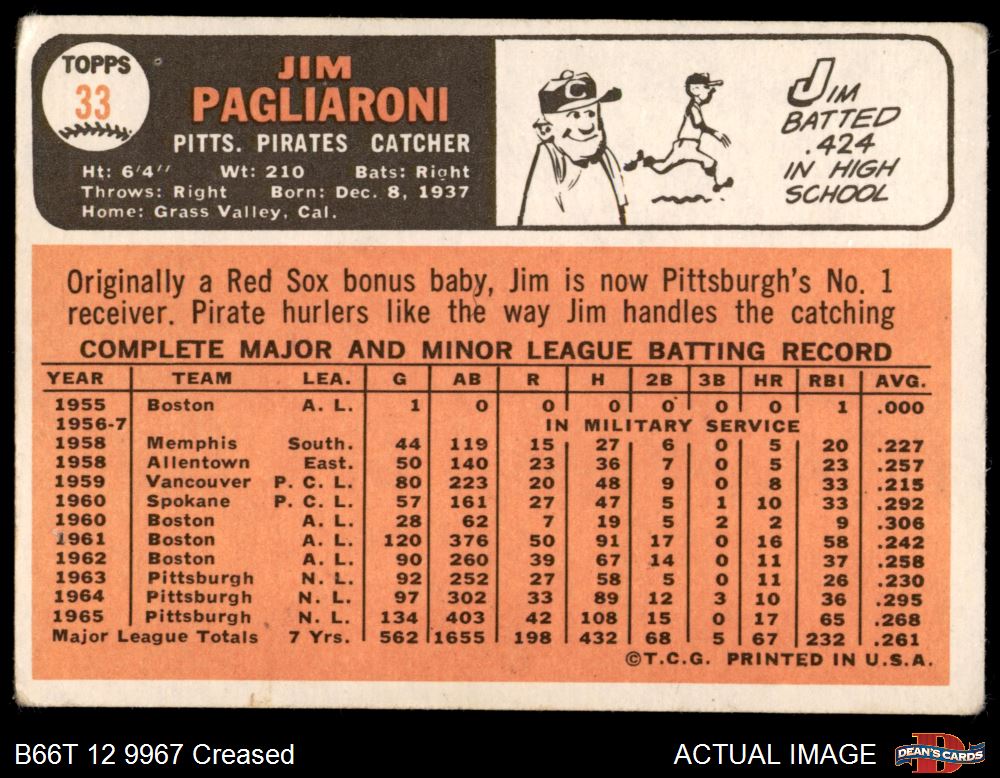 TOPPS
33
JIM
PAGLIARONI
PITTS. PIRATES CATCHER
Ht: 6'4" Wt: 210 Bats: Right
Throws: Right Born: Dec. 8, 1937
Home: Grass Valley, Cal.
C
JIM
BATTED
.424
IN HIGH
SCHOOL
Originally a Red Sox bonus baby, Jim is now Pittsburgh's No. 1
receiver. Pirate hurlers like the way Jim handles the catching
COMPLETE MAJOR AND MINOR LEAGUE BATTING RECORD
YEAR TEAM LEA. G AB R H 2B 3B HR RBI AVG.
1955 Boston A. L. 1 0 0 0 0 0 0 1 .000
1956-7 IN MILITARY SERVICE
1958 Memphis South. 44 119 15 27 6 0 5 20 .227
1958 Allentown East. 50 140 23 36 7 0 5 23 .257
1959 Vancouver P. C. L. 80 223 20 48 9 0 8 33 .215
1960 Spokane P. C. L. 57 161 27 47 5 1 10 33 .292
1960 Boston A. L. 28 62 7 19 5 2 2 9 .306
1961 Boston A. L. 120 376 50 91 17 0 16 58 .242
1962 Boston A. L. 90 260 39 67 14 0 11 37 .258
1963 Pittsburgh N. L. 92 252 27 58 5 0 11 26 .230
1964 Pittsburgh N. L. 97 302 33 89 12 3 10 36 .295
1965 Pittsburgh N. L. 134 403 42 108 15 0 17 65 .268
Major League Totals 7 Yrs. 562 1655 198 432 68 5 67 232 .261
©T.C.G. PRINTED IN U.S.A.
B66T 12 9967 Creased
ACTUAL IMAGE
DEAN'S CARDS